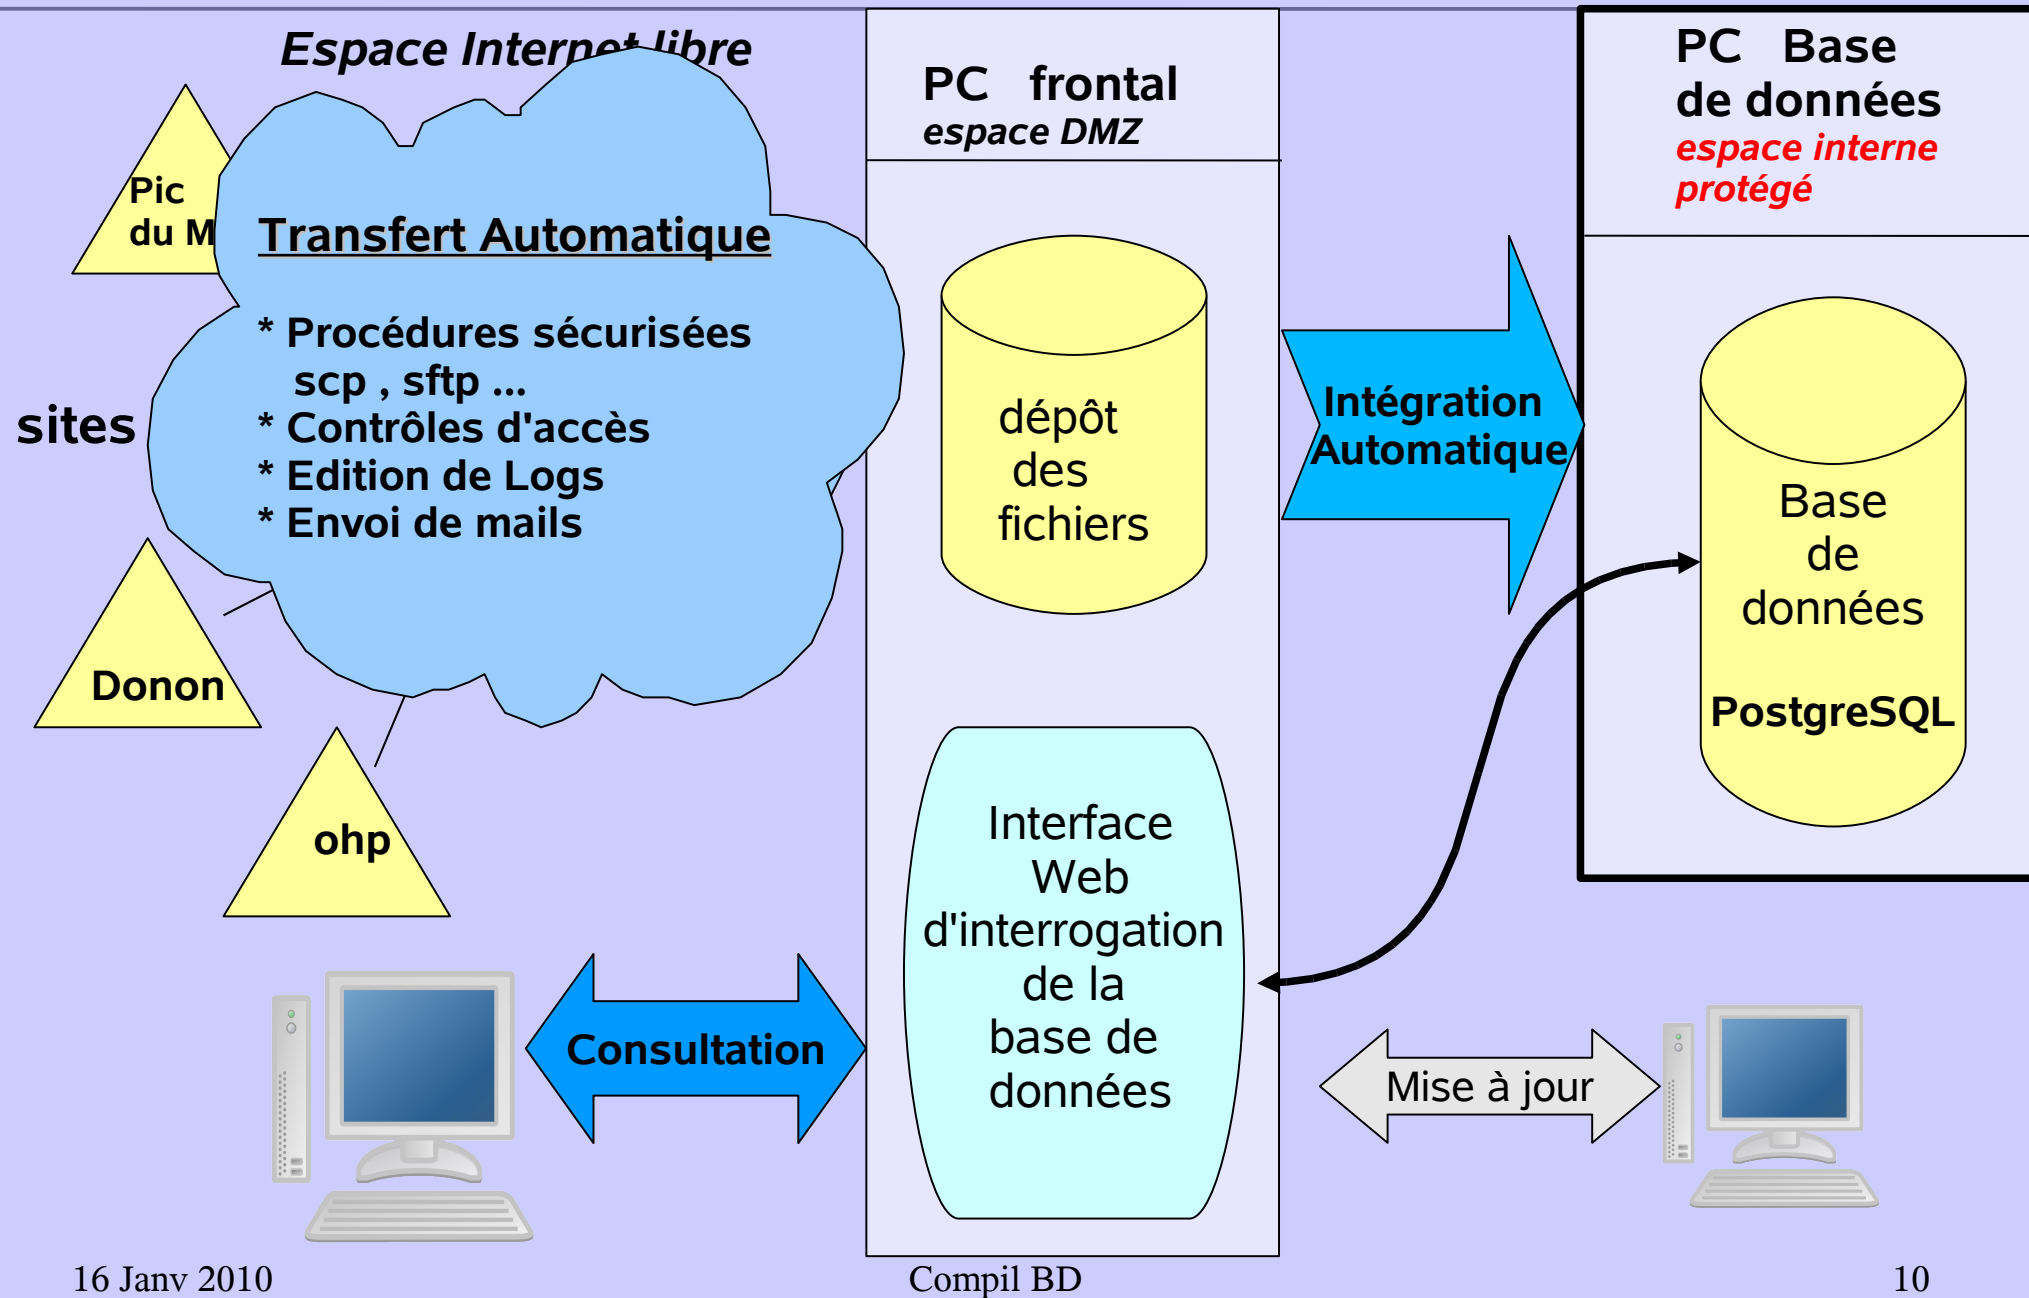 Espace Internet libre
Pic
du M
Transfert Automatique
* Procédures sécurisées
scp , sftp ...
* Contrôles d'accès
* Edition de Logs
* Envoi de mails
sites
Donon
ohp
PC frontal
espace DMZ
dépôt
des
fichiers
Intégration
Automatique
PC Base
de données
espace interne
protégé
Base
de
données
PostgreSQL
Interface
Web
d'interrogation
de la
base de
données
Consultation
Mise à jour
16 Janv 2010
Compil BD
10